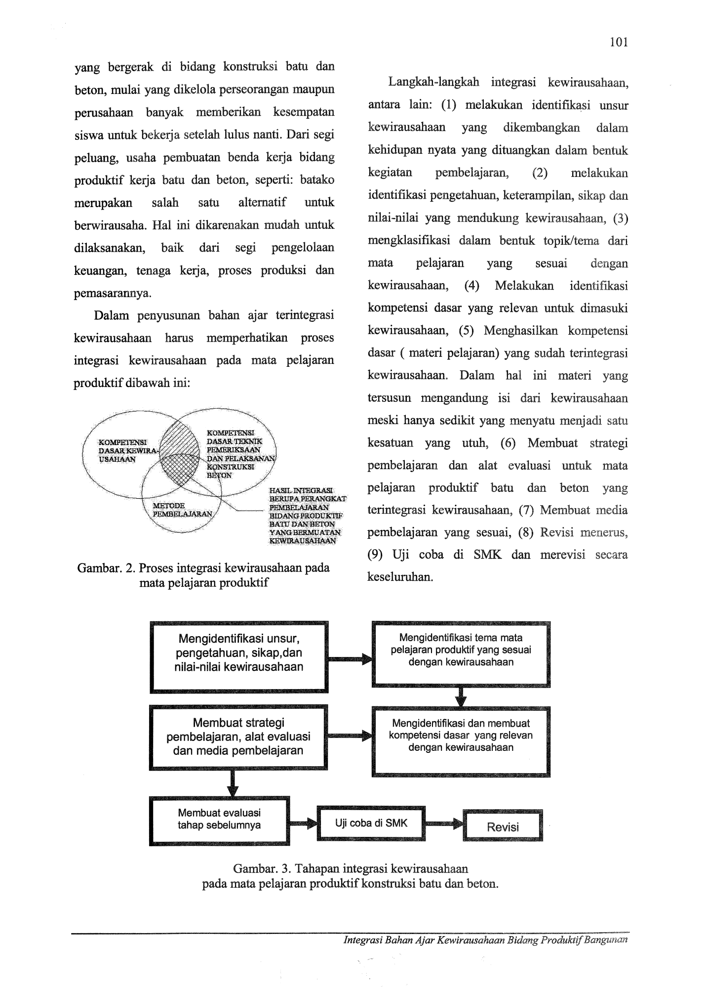 101
yang bergerak di bidang konstruksi batu dan
beton, mulai yang dikelola perseorangan maupun
perusahaan banyak memberikan kesempatan
siswa untuk bekerja setelah lulus nanti. Dari segi
peluang, usaha pembuatan benda kerja bidang
produktif kerja batu dan beton, seperti: batako
merupakan salah satu alternatif untuk
berwirausaha. Hal ini dikarenakan mudah untuk
dilaksanakan, baik dari segi pengelolaan
keuangan, tenaga kerja, proses produksi dan
pemasarannya.
Dalam penyusunan bahan ajar terintegrasi
kewirausahaan harus memperhatikan proses
integrasi kewirausahaan pada mata pelajaran
produktif dibawah ini:
KOMPETENSI
DASAR KEWIRA-
USAHAAN
KOMPETENSI
DASAR TEKNIK
PEMERIKSAAN
DAN PELAKSANAN
KONSTRUKSI
BETON
METODE
PEMBELAJARAN
HASIL INTEGRASI
BERUPA PERANGKAT
PEMBELAJARAN
BIDANG PRODUKTIF
BATU DAN BETON
YANG BERMUATAN
KEWIRAUSAHAAN
Gambar. 2. Proses integrasi kewirausahaan pada
mata pelajaran produktif
Langkah-langkah integrasi kewirausahaan,
antara lain: (1) melakukan identifikasi unsur
kewirausahaan yang dikembangkan dalam
kehidupan nyata yang dituangkan dalam bentuk
kegiatan pembelajaran, (2) melakukan
identifikasi pengetahuan, keterampilan, sikap dan
nilai-nilai yang mendukung kewirausahaan, (3)
mengklasifikasi dalam bentuk topik/tema dari
mata pelajaran yang sesuai dengan
kewirausahaan, (4) Melakukan identifikasi
kompetensi dasar yang relevan untuk dimasuki
kewirausahaan, (5) Menghasilkan kompetensi
dasar ( materi pelajaran) yang sudah terintegrasi
kewirausahaan. Dalam hal ini materi yang
tersusun mengandung isi dari kewirausahaan
meski hanya sedikit yang menyatu menjadi satu
kesatuan yang utuh, (6) Membuat strategi
pembelajaran dan alat evaluasi untuk mata
pelajaran produktif batu dan beton yang
terintegrasi kewirausahaan, (7) Membuat media
pembelajaran yang sesuai, (8) Revisi menerus,
(9) Uji coba di SMK dan merevisi secara
keseluruhan.
Mengidentifikasi unsur,
pengetahuan, sikap,dan
nilai-nilai kewirausahaan
Mengidentifikasi tema mata
pelajaran produktif yang sesuai
dengan kewirausahaan
Membuat strategi
pembelajaran, alat evaluasi
dan media pembelajaran
Mengidentifikasi dan membuat
kompetensi dasar yang relevan
dengan kewirausahaan
Membuat evaluasi
tahap sebelumnya
Uji coba di SMK
Revisi
Gambar. 3. Tahapan integrasi kewirausahaan
pada mata pelajaran produktif konstruksi batu dan beton.
Integrasi Bahan Ajar Kewirausahaan Bidang Produktif Bangunan